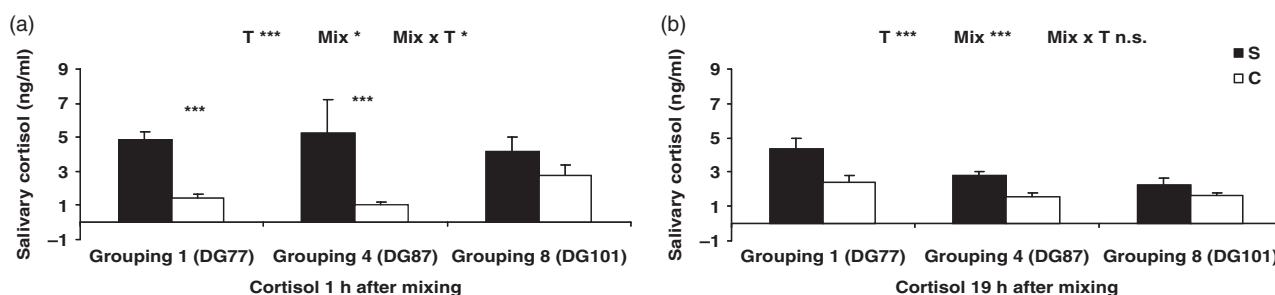 (a)
T *** Mix * Mix x T *
Salivary cortisol (ng/ml)
9
7
5
3
1
–1
***
***
Grouping 1 (DG77) Grouping 4 (DG87) Grouping 8 (DG101)
Cortisol 1 h after mixing
(b)
T *** Mix *** Mix x T n.s.
S
C
Salivary cortisol (ng/ml)
9
7
5
3
1
–1
Grouping 1 (DG77) Grouping 4 (DG87) Grouping 8 (DG101)
Cortisol 19 h after mixing